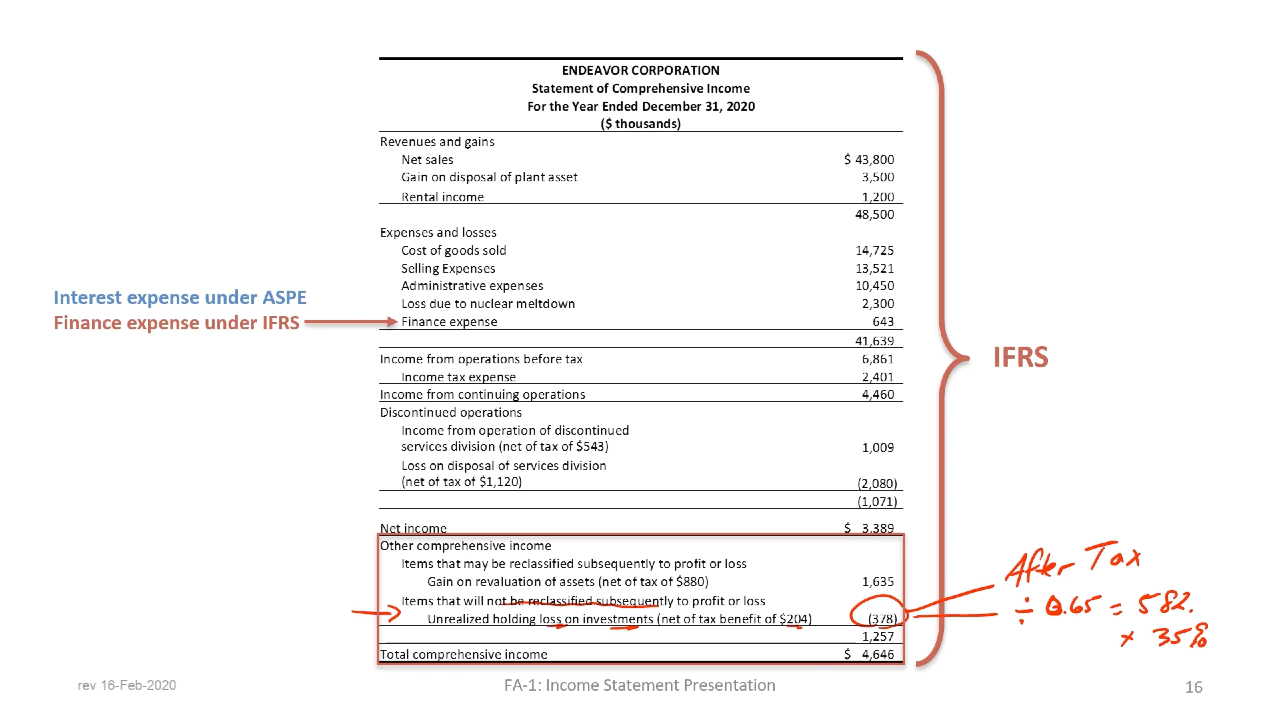 ENDEAVOR CORPORATION
Statement of Comprehensive Income
For the Year Ended December 31, 2020
($ thousands)
Revenues and gains
Net sales $ 43,800
Gain on disposal of plant asset 3,500
Rental income 1,200
48,500
Expenses and losses
Cost of goods sold 14,725
Selling Expenses 13,521
Administrative expenses 10,450
Loss due to nuclear meltdown 2,300
Interest expense under ASPE
Finance expense under IFRS
Finance expense 643
41,639
Income from operations before tax 6,861
IFRS
Income tax expense 2,401
Income from continuing operations 4,460
Discontinued operations
Income from operation of discontinued
services division (net of tax of $543) 1,009
Loss on disposal of services division
(net of tax of $1,120) (2,080)
(1,071)
Net income $ 3,389
Other comprehensive income
Items that may be reclassified subsequently to profit or loss
Gain on revaluation of assets (net of tax of $880) 1,635
Items that will not be reclassified subsequently to profit or loss
Unrealized holding loss on investments (net of tax benefit of $204) (378)
1,257
Total comprehensive income $ 4,646
After Tax
÷ 0.65 = 582.
× 35%
rev 16-Feb-2020
FA-1: Income Statement Presentation
16